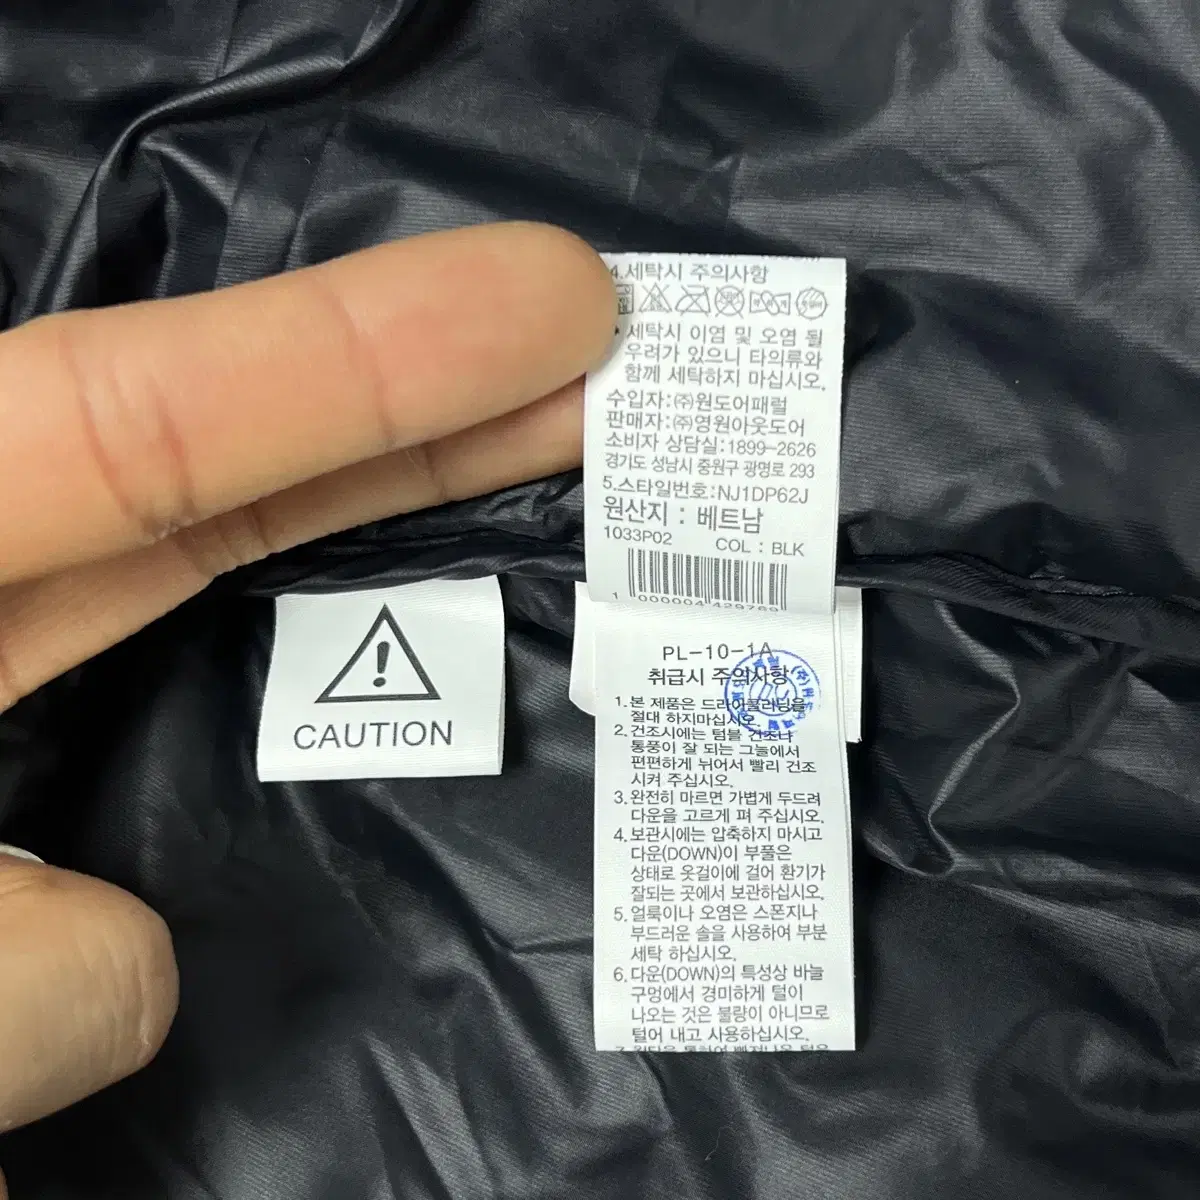 4.세탁시 주의사항
세탁시 이염 및 오염 될
우려가 있으니 타의류와
함께 세탁하지 마십시오.
수입자:㈜원도어패럴
판매자:㈜영원아웃도어
소비자 상담실:1899-2626
경기도 성남시 중원구 광명로 293
5.스타일번호:NJ1DP62J
원산지 : 베트남
1033P02 COL : BLK
1 000004 429769
CAUTION
PL-10-1A
취급시 주의사항
1.본 제품은 드라이클리닝을
절대 하지마십시오.
2.건조시에는 텀블 건조나
통풍이 잘 되는 그늘에서
편편하게 뉘어서 빨리 건조
시켜 주십시오.
3.완전히 마르면 가볍게 두드려
다운을 고르게 펴 주십시오.
4.보관시에는 압축하지 마시고
다운(DOWN)이 부풀은
상태로 옷걸이에 걸어 환기가
잘되는 곳에서 보관하십시오.
5.얼룩이나 오염은 스폰지나
부드러운 솔을 사용하여 부분
세탁 하십시오.
6.다운(DOWN)의 특성상 바늘
구멍에서 경미하게 털이
나오는 것은 불량이 아니므로
털어 내고 사용하십시오.